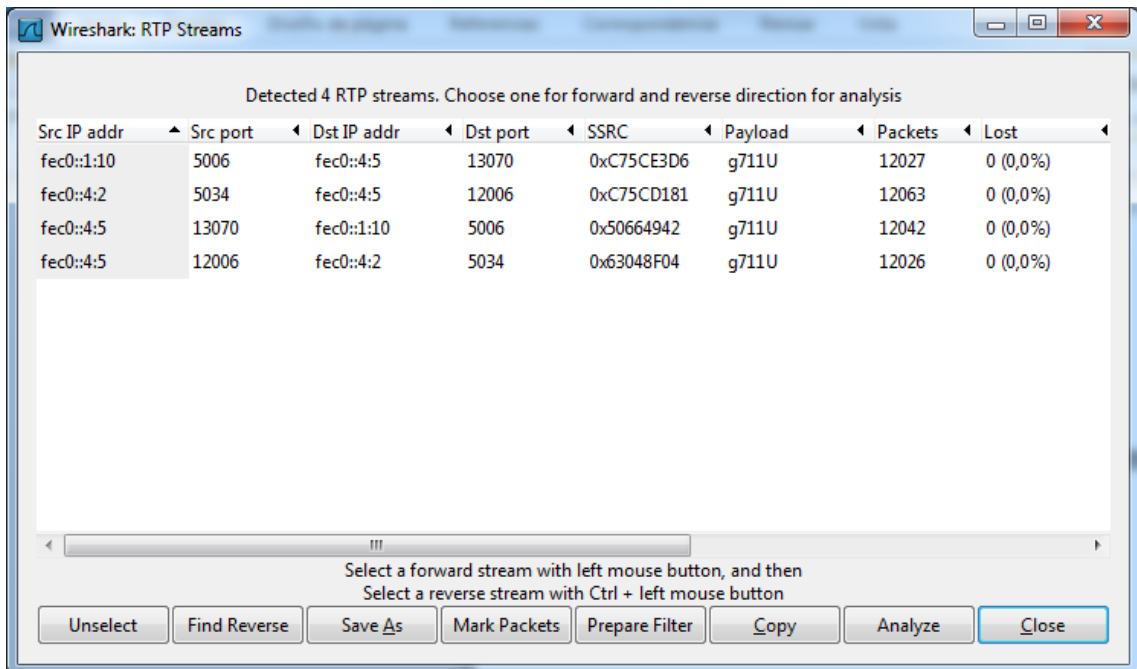 Wireshark: RTP Streams
Detected 4 RTP streams. Choose one for forward and reverse direction for analysis
Src IP addr Src port Dst IP addr Dst port SSRC Payload Packets Lost
fec0::1:10 5006 fec0::4:5 13070 0xC75CE3D6 g711U 12027 0 (0,0%)
fec0::4:2 5034 fec0::4:5 12006 0xC75CD181 g711U 12063 0 (0,0%)
fec0::4:5 13070 fec0::1:10 5006 0x50664942 g711U 12042 0 (0,0%)
fec0::4:5 12006 fec0::4:2 5034 0x63048F04 g711U 12026 0 (0,0%)
Select a forward stream with left mouse button, and then
Select a reverse stream with Ctrl + left mouse button
Unselect Find Reverse Save As Mark Packets Prepare Filter Copy Analyze Close